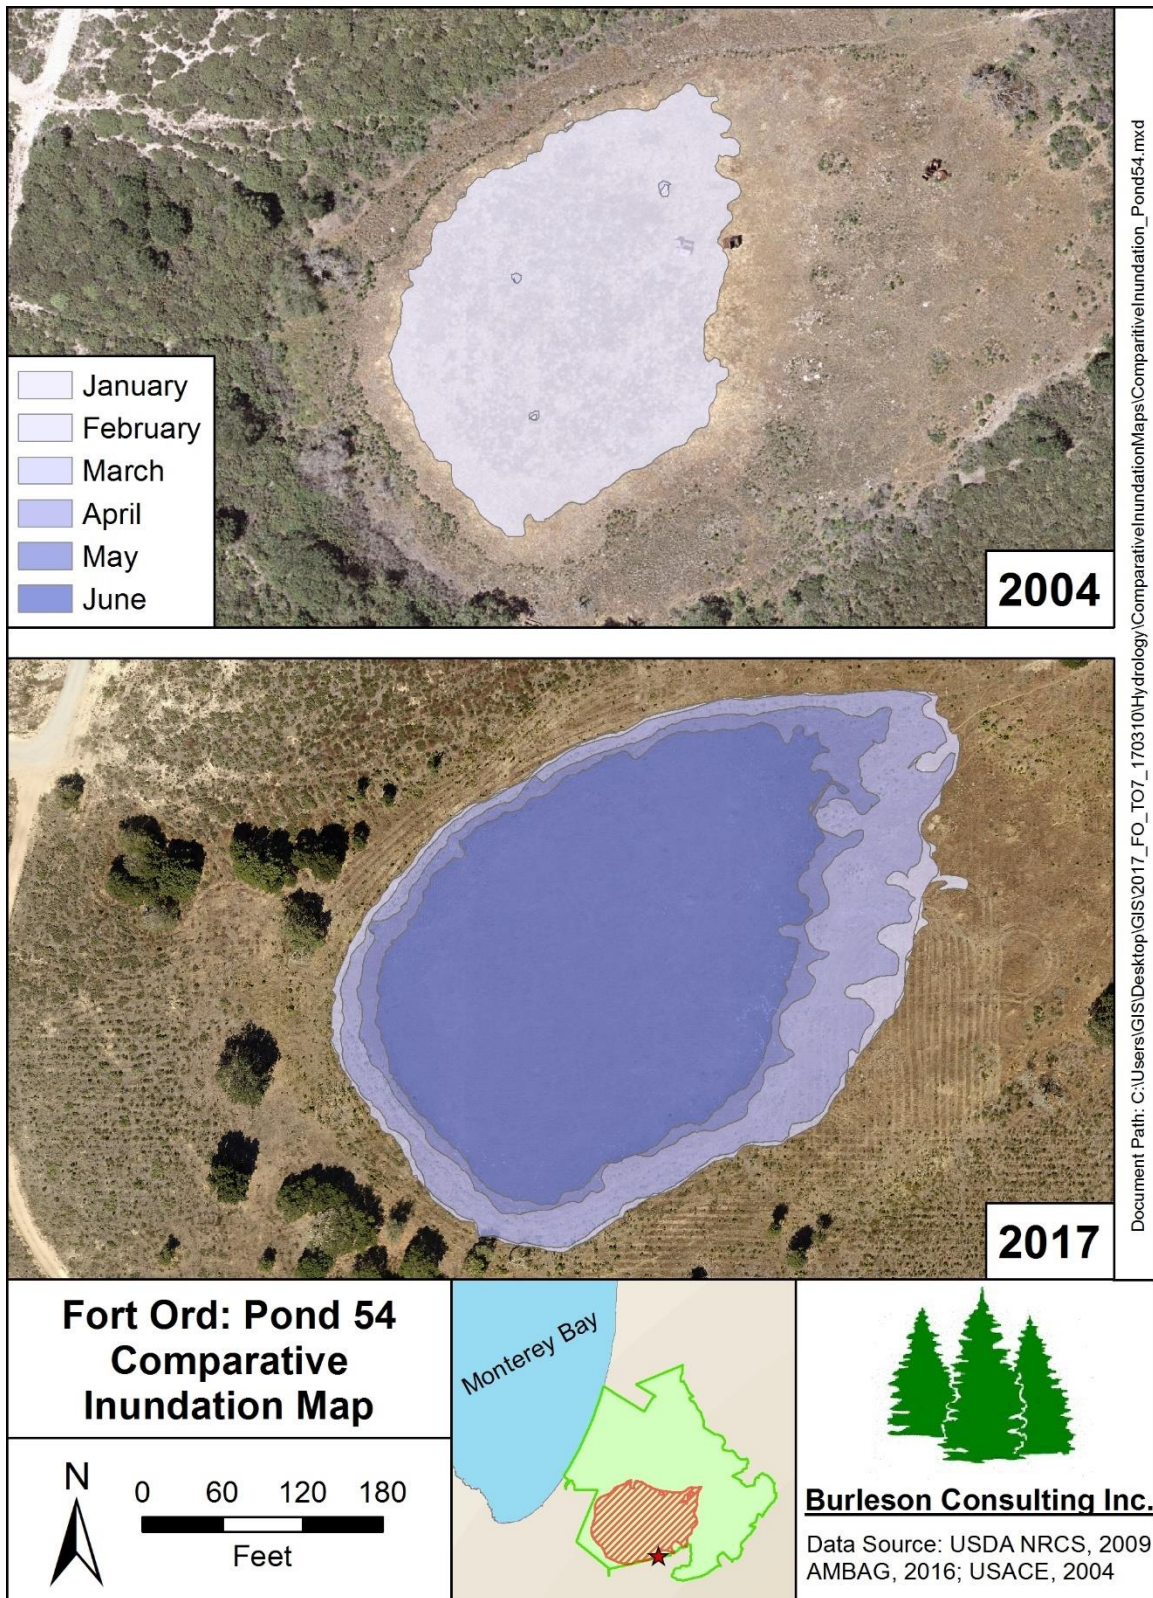 January
February
March
April
May
June
2004
2017
Document Path: C:\Users\GIS\Desktop\GIS\2017_FO_TO7_170310\Hydrology\ComparativeInundationMaps\ComparitiveInundation_Pond54.mxd
Fort Ord: Pond 54
Comparative
Inundation Map
N
0 60 120 180
Feet
Monterey Bay
Burleson Consulting Inc.
Data Source: USDA NRCS, 2009
AMBAG, 2016; USACE, 2004